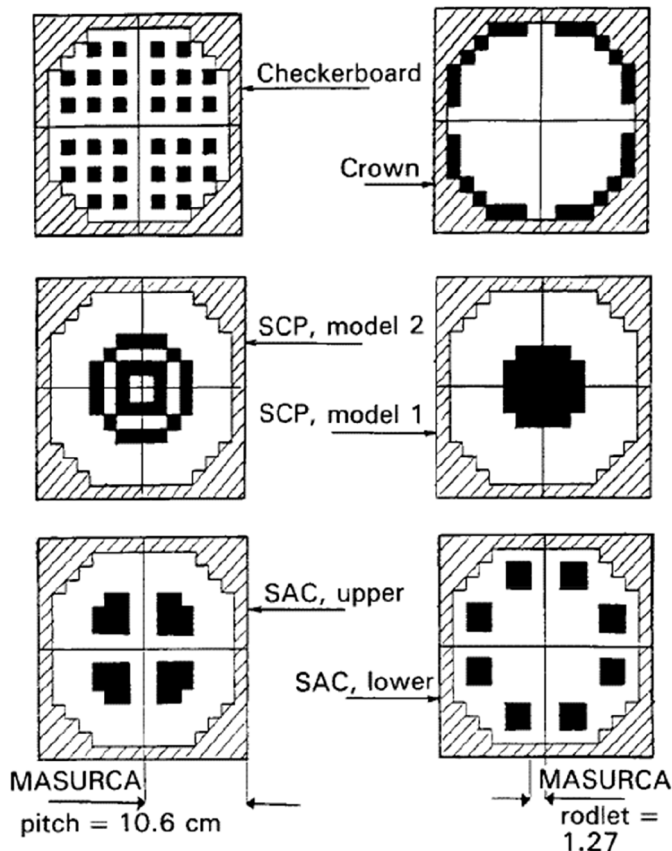 Checkerboard
Crown
SCP, model 2
SCP, model 1
SAC, upper
SAC, lower
MASURCA
pitch = 10.6 cm
MASURCA
rodlet =
1.27